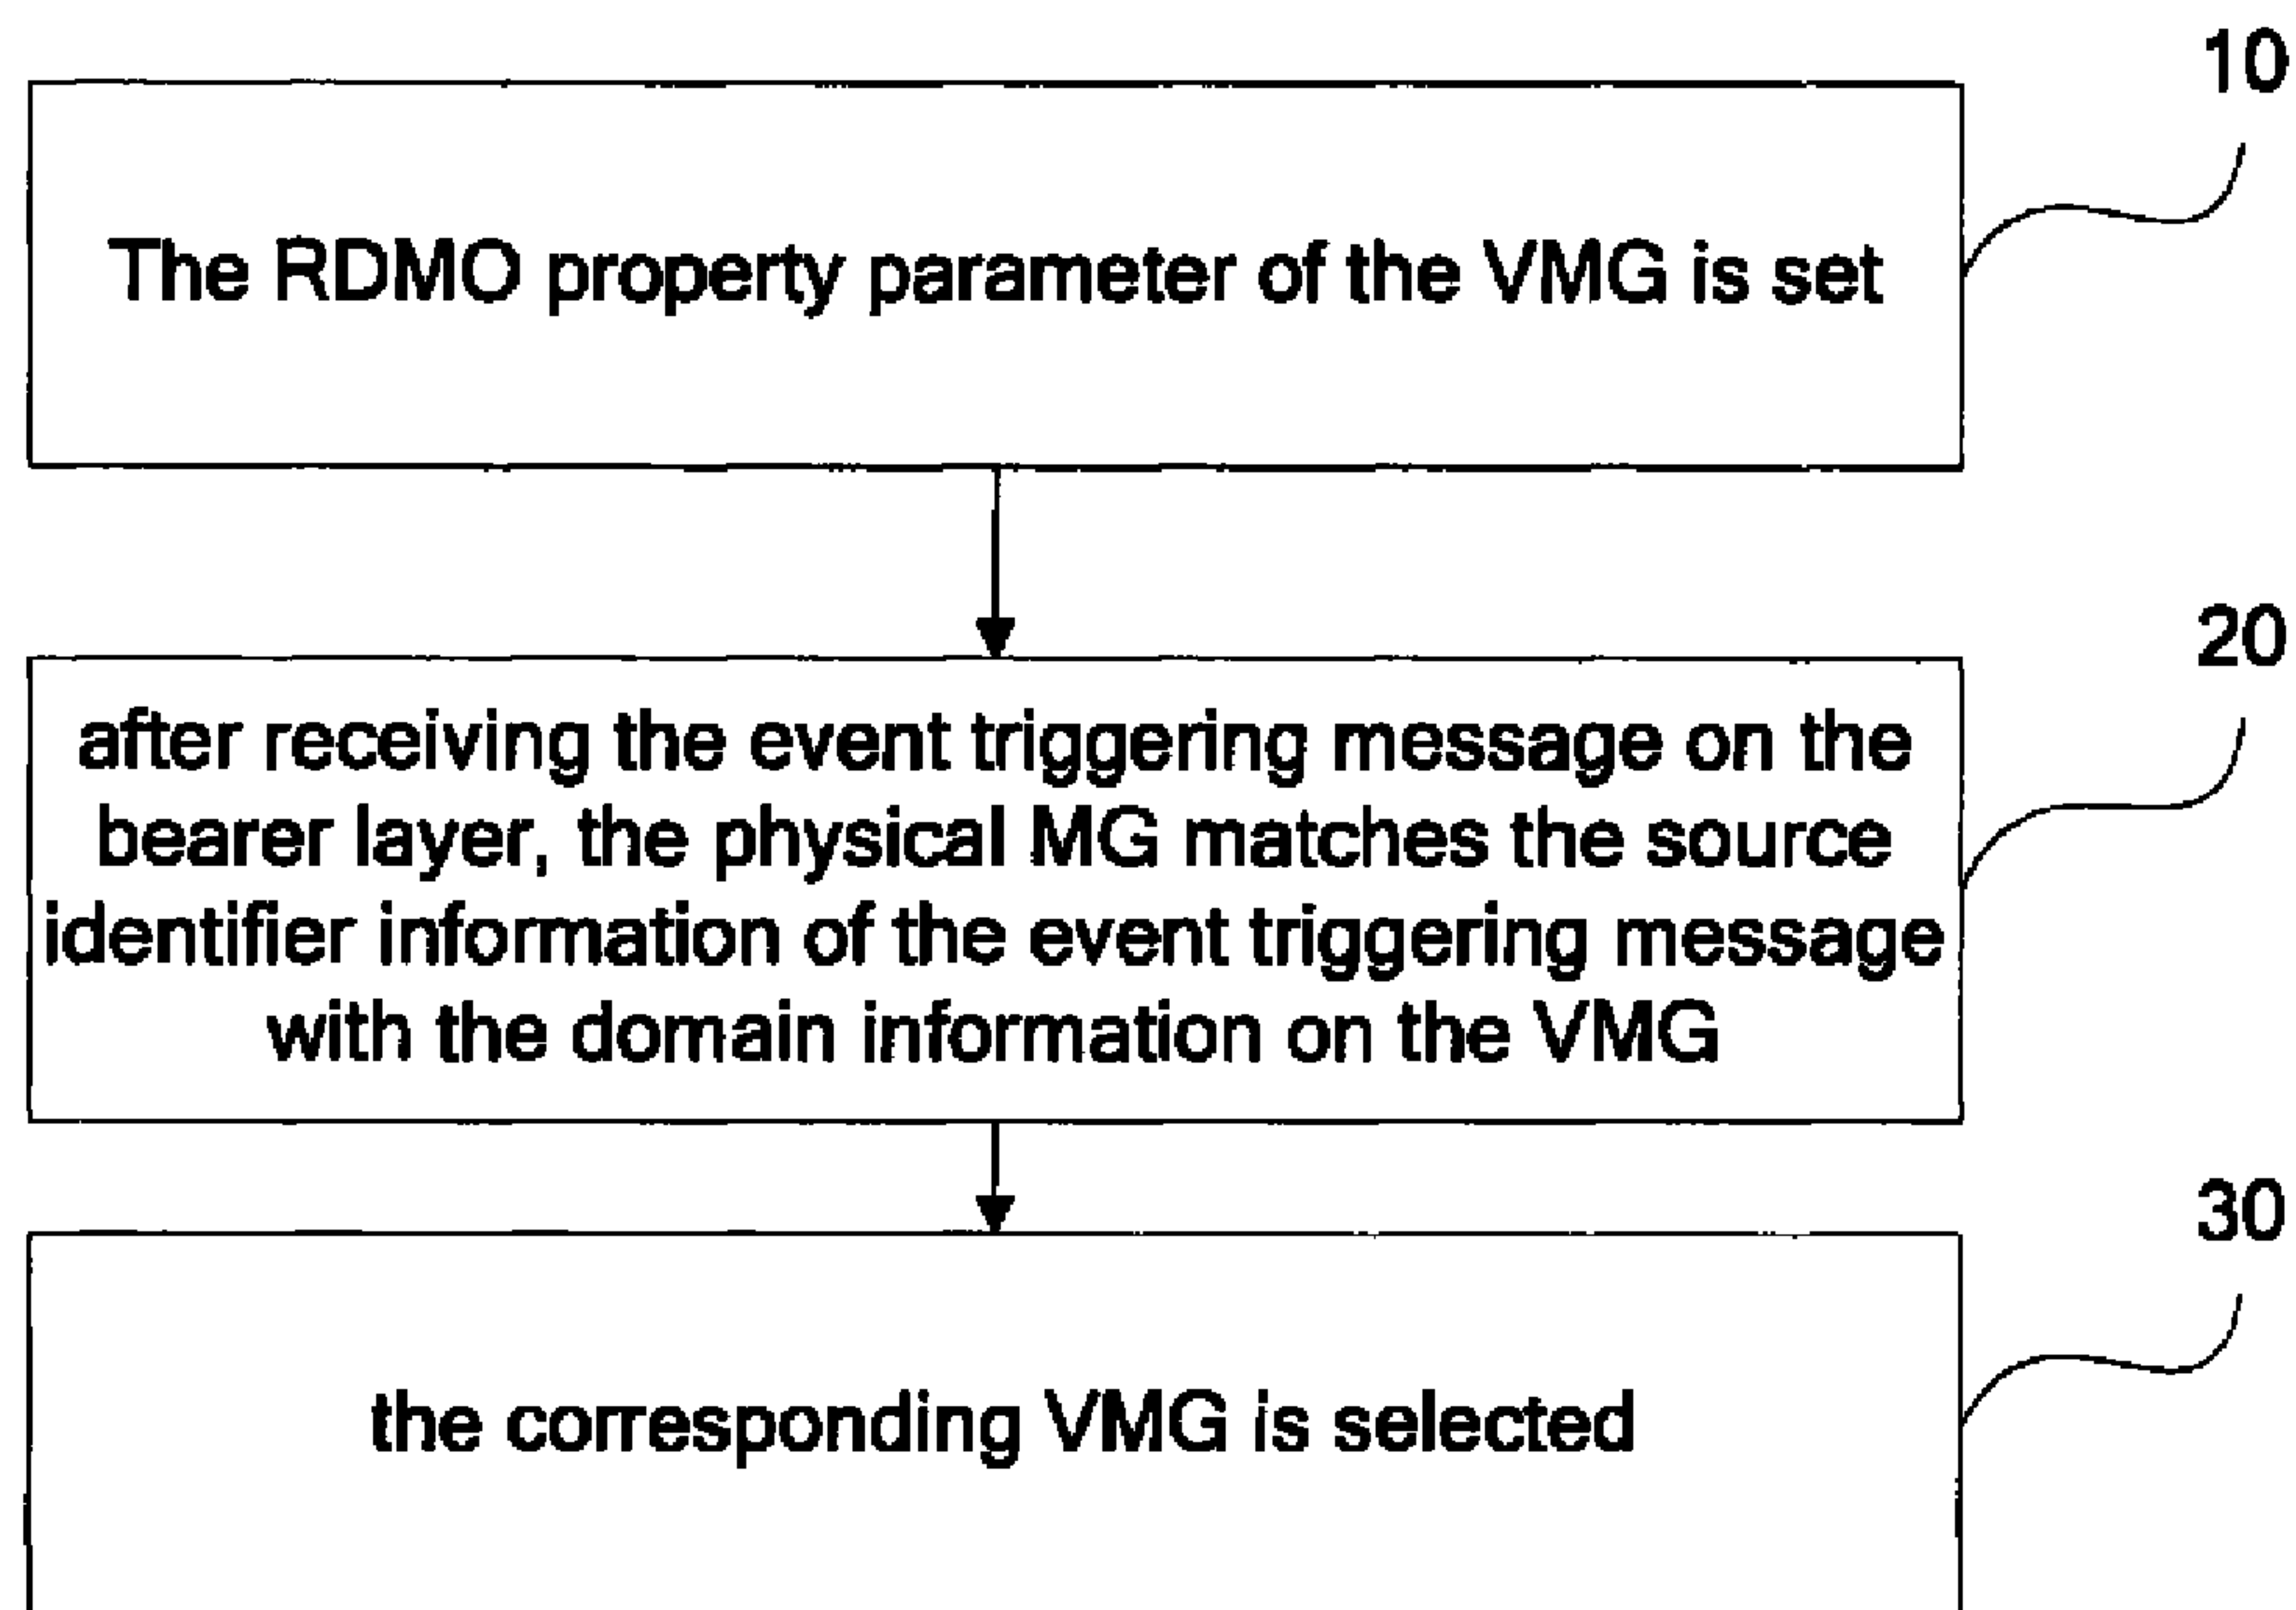 10
The RDMO property parameter of the VMG is set
20
after receiving the event triggering message on the
bearer layer, the physical MG matches the source
identifier information of the event triggering message
with the domain information on the VMG
30
the corresponding VMG is selected